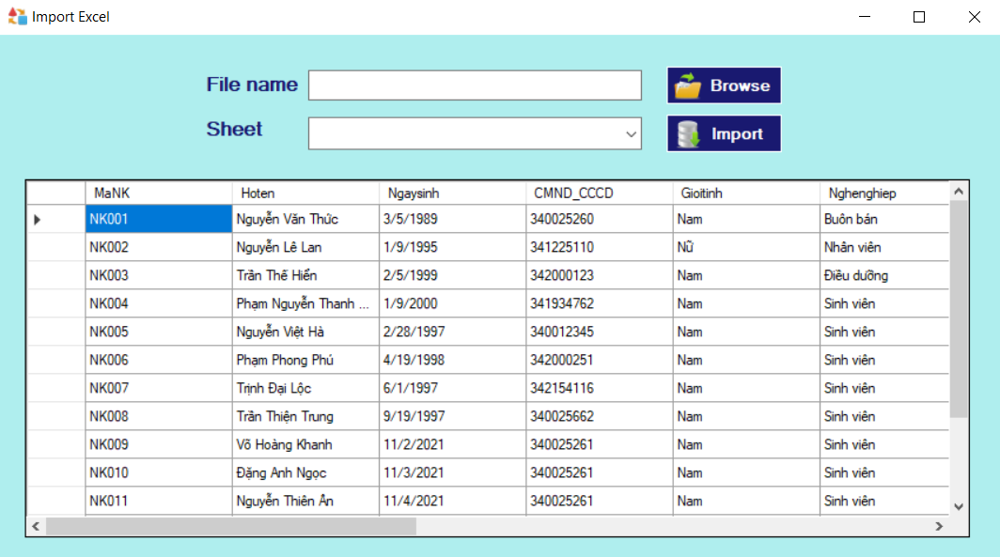 Import Excel
File name
Browse
Sheet
Import
MaNK Hoten Ngaysinh CMND_CCCD Gioitinh Nghenghiep
NK001 Nguyễn Văn Thức 3/5/1989 340025260 Nam Buôn bán
NK002 Nguyễn Lê Lan 1/9/1995 341225110 Nữ Nhân viên
NK003 Trần Thế Hiển 2/5/1999 342000123 Nam Điều dưỡng
NK004 Phạm Nguyễn Thanh ... 1/9/2000 341934762 Nam Sinh viên
NK005 Nguyễn Việt Hà 2/28/1997 340012345 Nam Sinh viên
NK006 Phạm Phong Phú 4/19/1998 342000251 Nam Sinh viên
NK007 Trịnh Đại Lộc 6/1/1997 342154116 Nam Sinh viên
NK008 Trần Thiện Trung 9/19/1997 340025662 Nam Sinh viên
NK009 Võ Hoàng Khanh 11/2/2021 340025261 Nam Sinh viên
NK010 Đặng Anh Ngọc 11/3/2021 340025261 Nam Sinh viên
NK011 Nguyễn Thiên Ân 11/4/2021 340025261 Nam Sinh viên